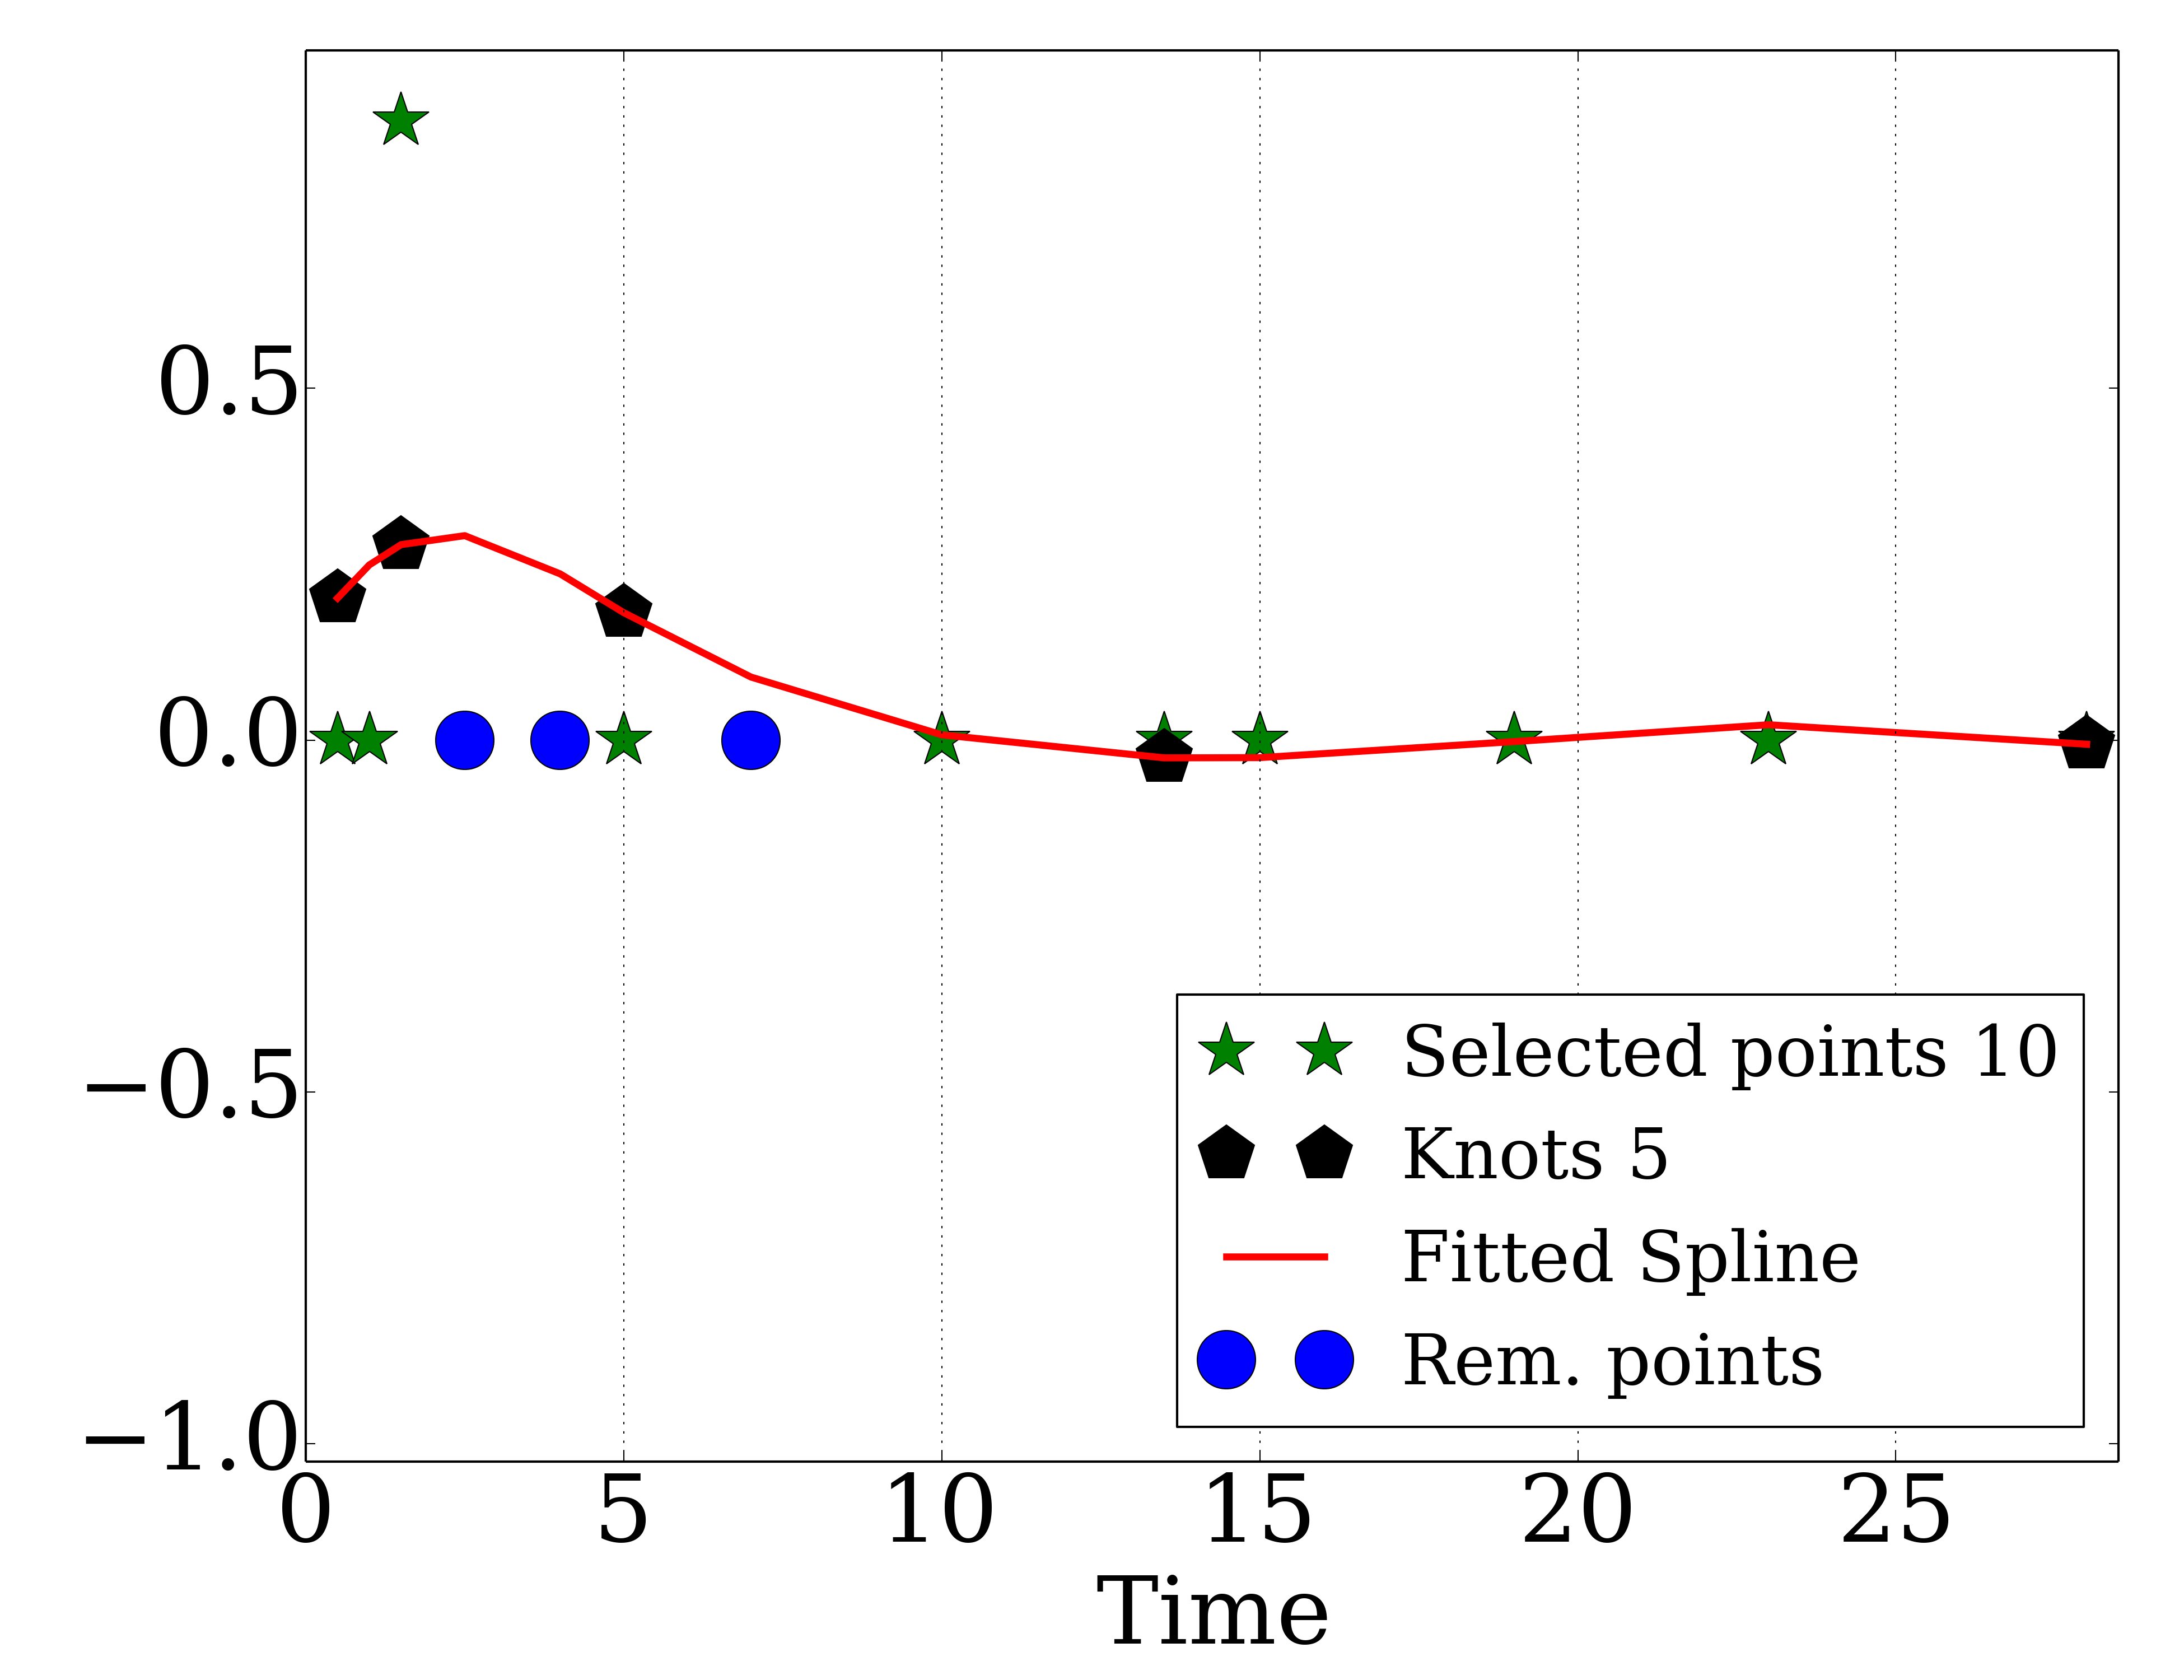 0.5
0.0
−0.5
−1.0
0 5 10 15 20 25
Time
Selected points 10
Knots 5
Fitted Spline
Rem. points